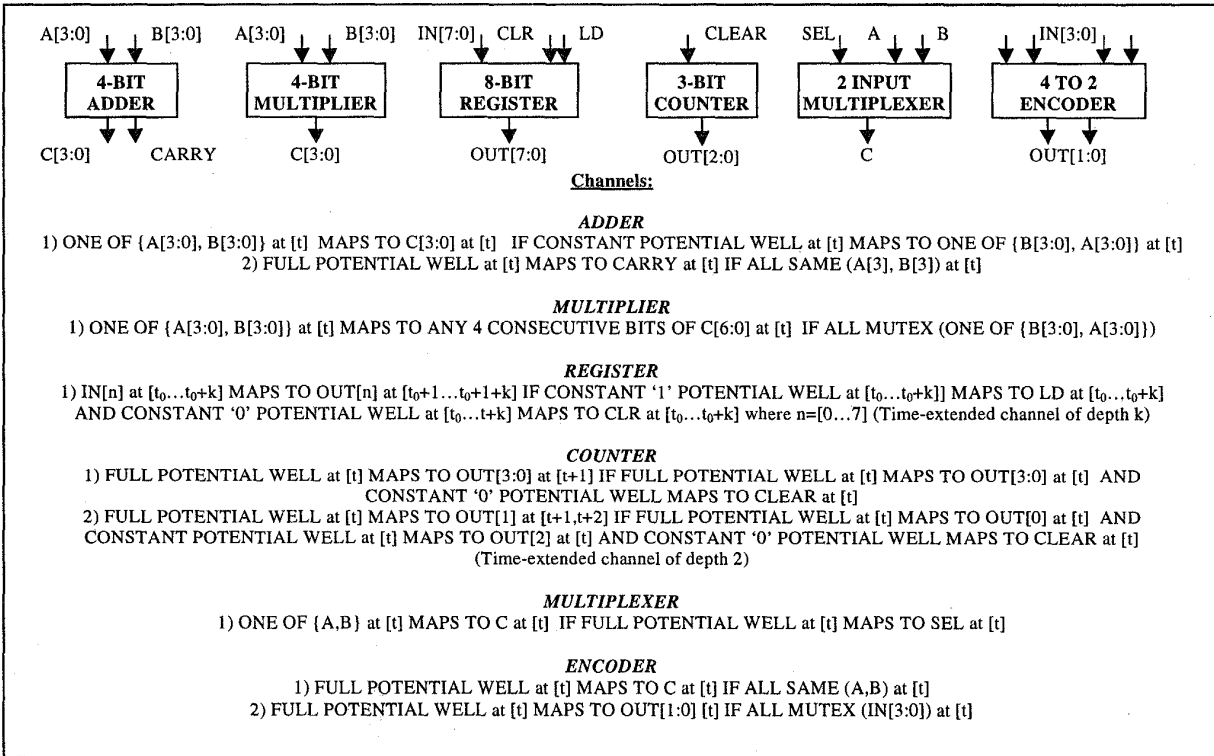 A[3:0] B[3:0] A[3:0] B[3:0] IN[7:0] CLR LD CLEAR SEL A B IN[3:0]
4-BIT ADDER 4-BIT MULTIPLIER 8-BIT REGISTER 3-BIT COUNTER 2 INPUT MULTIPLEXER 4 TO 2 ENCODER
C[3:0] CARRY C[3:0] OUT[7:0] OUT[2:0] C OUT[1:0]
Channels:
ADDER
1) ONE OF {A[3:0], B[3:0]} at [t] MAPS TO C[3:0] at [t] IF CONSTANT POTENTIAL WELL at [t] MAPS TO ONE OF {B[3:0], A[3:0]} at [t]
2) FULL POTENTIAL WELL at [t] MAPS TO CARRY at [t] IF ALL SAME (A[3], B[3]) at [t]
MULTIPLIER
1) ONE OF {A[3:0], B[3:0]} at [t] MAPS TO ANY 4 CONSECUTIVE BITS OF C[6:0] at [t] IF ALL MUTEX (ONE OF {B[3:0], A[3:0]})
REGISTER
1) IN[n] at [t₀...t₀+k] MAPS TO OUT[n] at [t₀+1...t₀+1+k] IF CONSTANT '1' POTENTIAL WELL at [t₀...t₀+k]] MAPS TO LD at [t₀...t₀+k]
AND CONSTANT '0' POTENTIAL WELL at [t₀...t+k] MAPS TO CLR at [t₀...t₀+k] where n=[0...7] (Time-extended channel of depth k)
COUNTER
1) FULL POTENTIAL WELL at [t] MAPS TO OUT[3:0] at [t+1] IF FULL POTENTIAL WELL at [t] MAPS TO OUT[3:0] at [t] AND
CONSTANT '0' POTENTIAL WELL MAPS TO CLEAR at [t]
2) FULL POTENTIAL WELL at [t] MAPS TO OUT[1] at [t+1,t+2] IF FULL POTENTIAL WELL at [t] MAPS TO OUT[0] at [t] AND
CONSTANT POTENTIAL WELL at [t] MAPS TO OUT[2] at [t] AND CONSTANT '0' POTENTIAL WELL MAPS TO CLEAR at [t]
(Time-extended channel of depth 2)
MULTIPLEXER
1) ONE OF {A,B} at [t] MAPS TO C at [t] IF FULL POTENTIAL WELL at [t] MAPS TO SEL at [t]
ENCODER
1) FULL POTENTIAL WELL at [t] MAPS TO C at [t] IF ALL SAME (A,B) at [t]
2) FULL POTENTIAL WELL at [t] MAPS TO OUT[1:0] [t] IF ALL MUTEX (IN[3:0]) at [t]